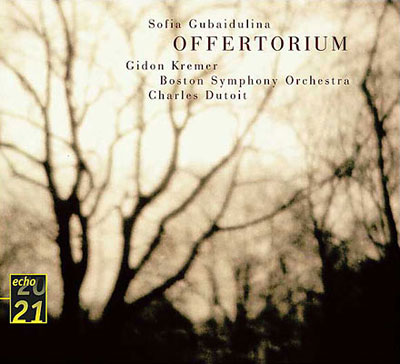 Sofia Gubaidulina
OFFERTORIUM
Gidon Kremer
Boston Symphony Orchestra
Charles Dutoit
echo
20
21